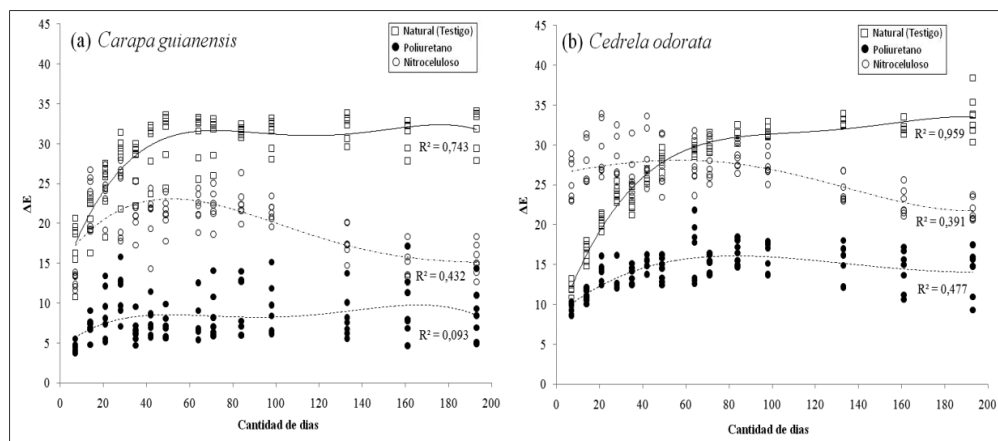 (a) Carapa guianensis
Natural (Testigo)
Poliuretano
Nitroceluloso
45
40
35
30
25
20
15
10
5
0
ΔE
R² = 0,743
R² = 0,432
R² = 0,093
0 20 40 60 80 100 120 140 160 180 200
Cantidad de dias
(b) Cedrela odorata
Natural (Testigo)
Poliuretano
Nitroceluloso
45
40
35
30
25
20
15
10
5
0
ΔE
R² = 0,959
R² = 0,391
R² = 0,477
0 20 40 60 80 100 120 140 160 180 200
Cantidad de dias